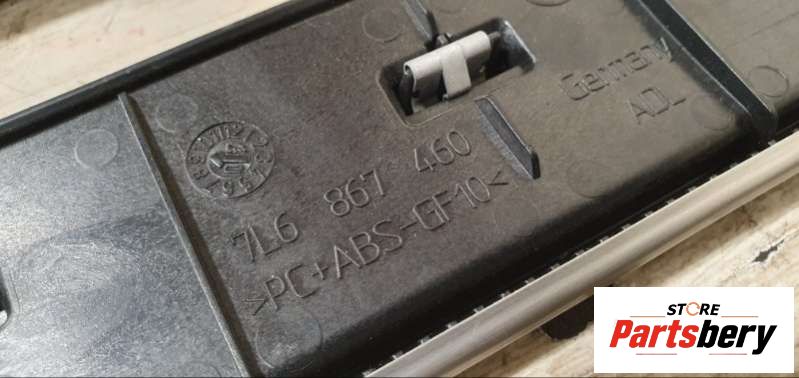 Germany
ADL
7L6 867 460
>PC+ABS-GF10<
STORE
Partsbery